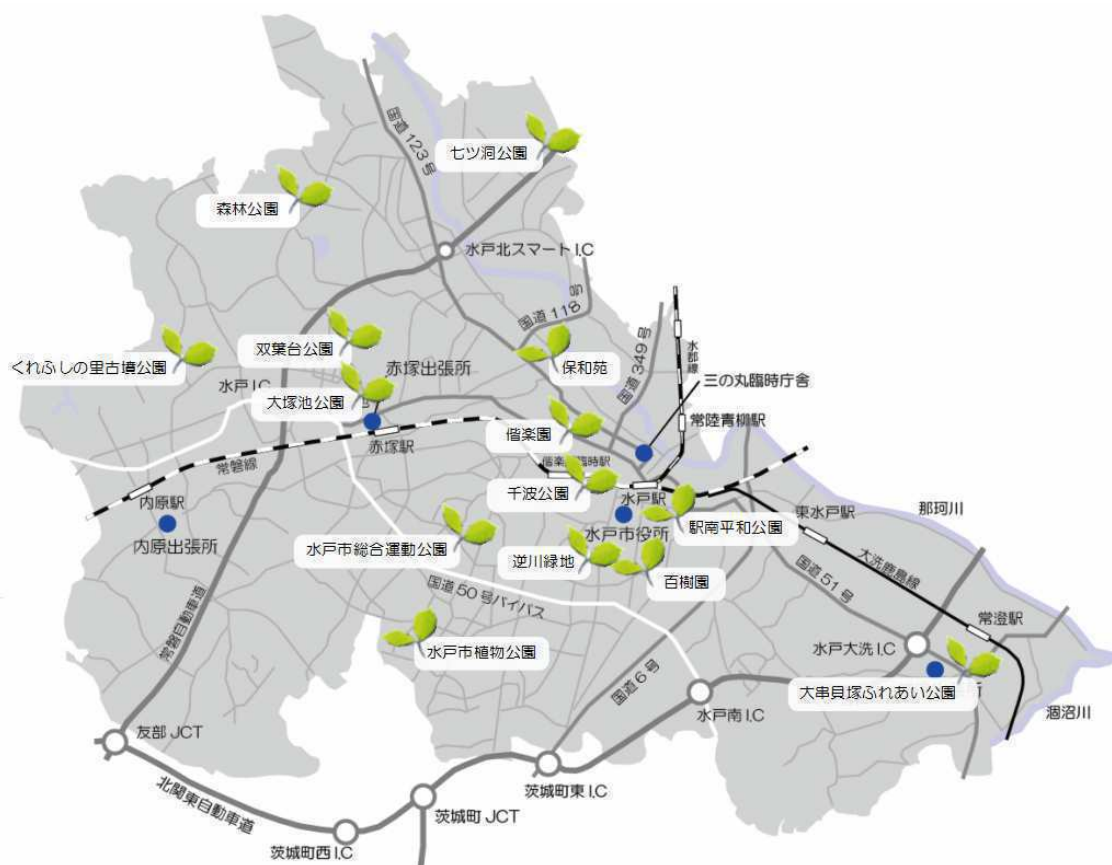 国道123号
七ツ洞公園
森林公園
水戸北スマートI.C
国道118号
水郡線
国道349号
双葉台公園
くれふしの里古墳公園
保和苑
赤塚出張所
三の丸臨時庁舎
水戸I.C
大塚池公園
常陸青柳駅
偕楽園
赤塚駅
常磐線
千波公園
水戸駅
内原駅
那珂川
東水戸駅
駅南平和公園
水戸市役所
内原出張所
水戸市総合運動公園
逆川緑地
大洗鹿島線
百樹園
国道51号
国道50号バイパス
常澄駅
常磐自動車道
水戸市植物公園
水戸大洗I.C
国道6号
大串貝塚ふれあい公園
水戸南I.C
涸沼川
友部JCT
北関東自動車道
茨城町東I.C
茨城町JCT
茨城町西I.C